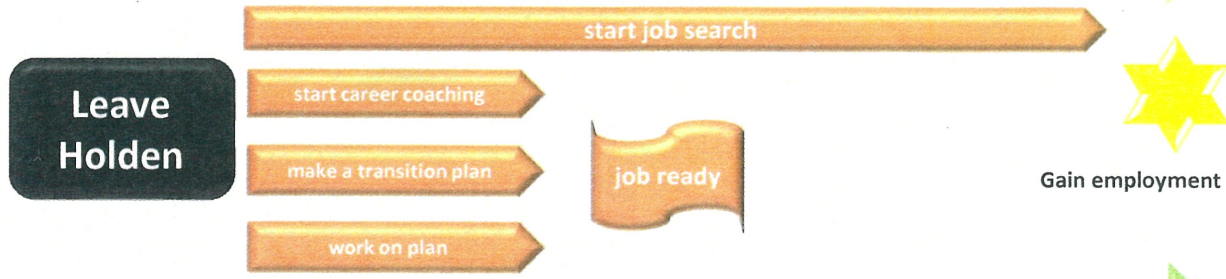 start job search
Leave
Holden
start career coaching
make a transition plan
job ready
work on plan
Gain employment